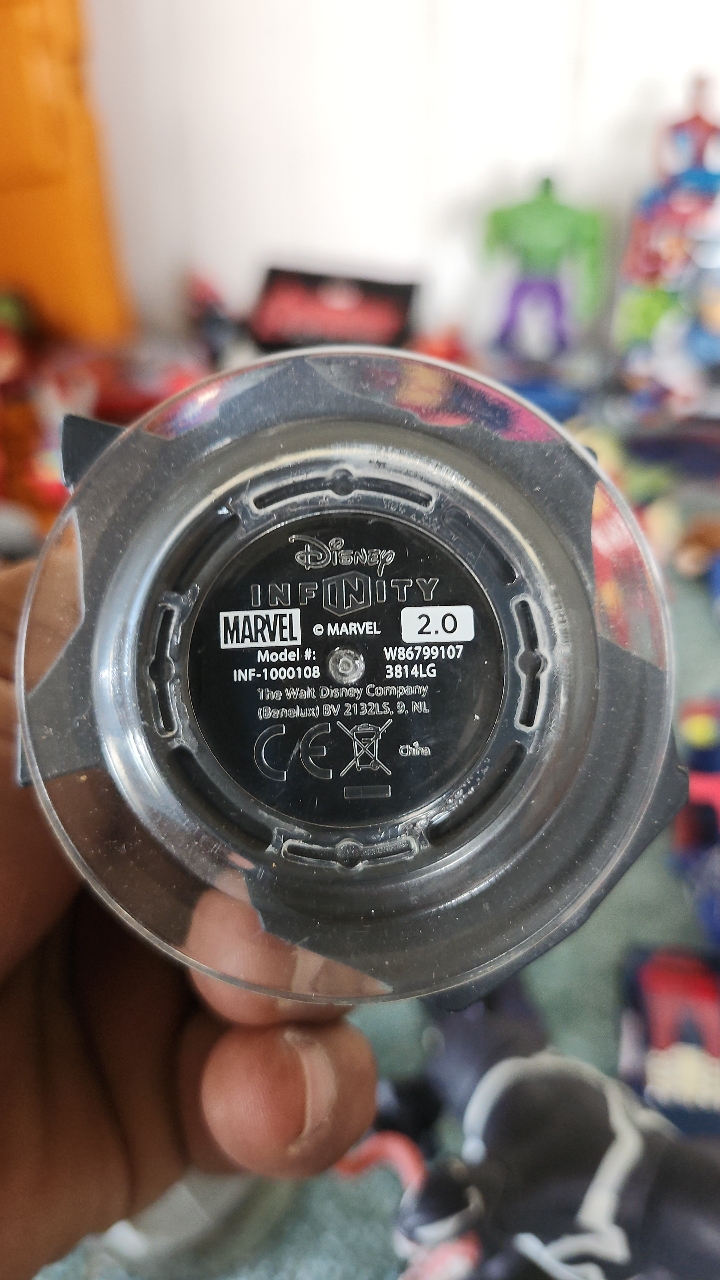 Disney
INFINITY
MARVEL © MARVEL 2.0
Model #: W86799107
INF-1000108 3814LG
The Walt Disney Company
(Benelux) BV 2132LS, 9, NL
CE China